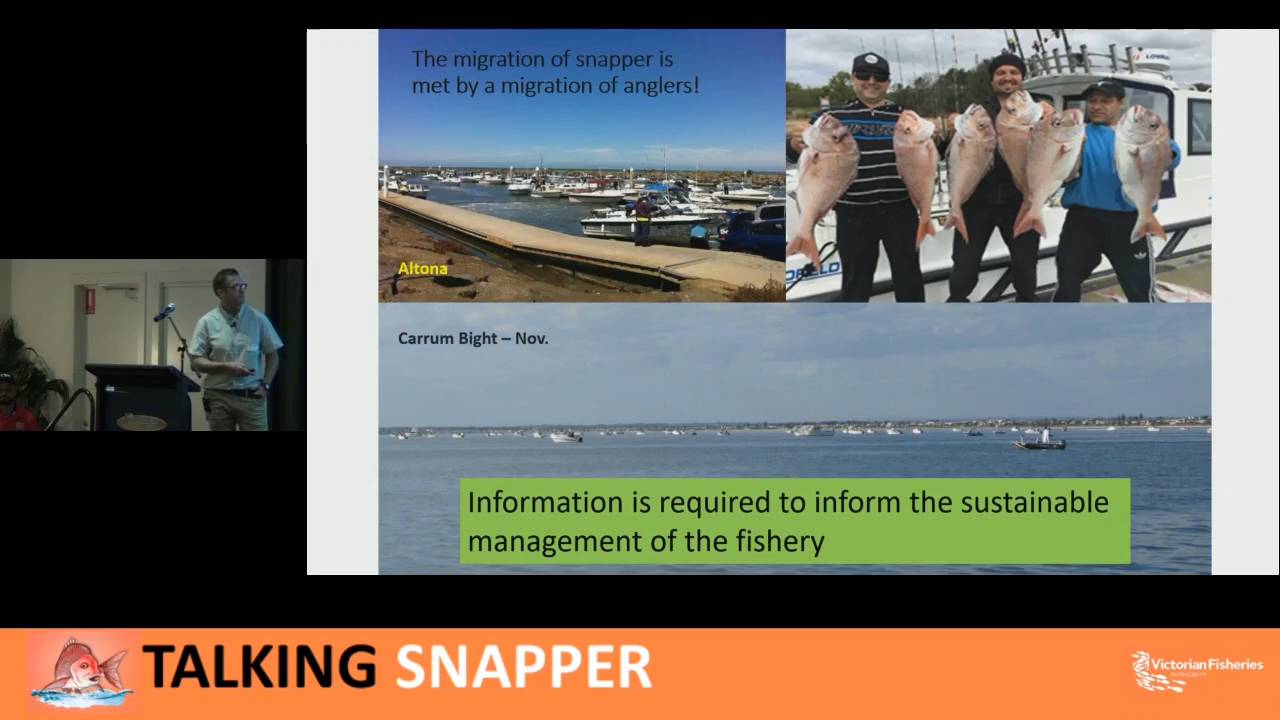 The migration of snapper is
met by a migration of anglers!
Altona
Carrum Bight – Nov.
Information is required to inform the sustainable
management of the fishery
TALKING SNAPPER
Victorian Fisheries
AUTHORITY